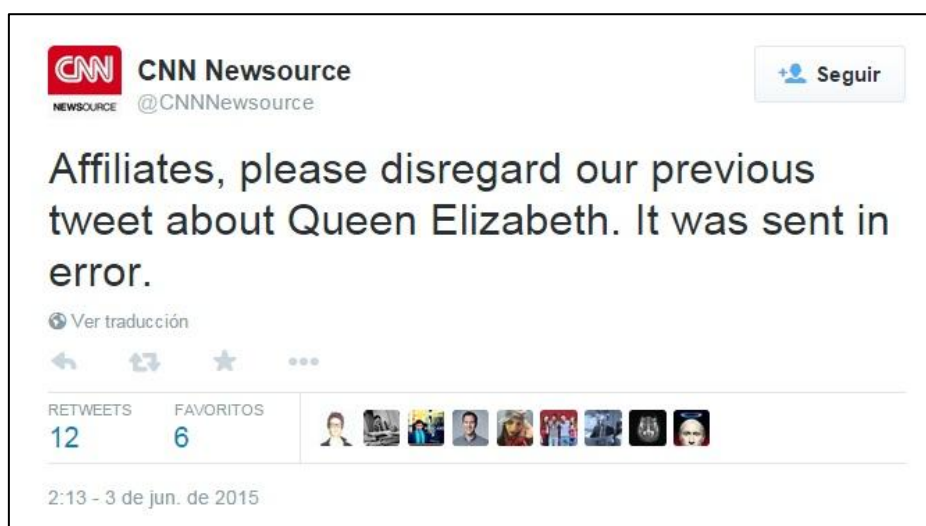 CNN
NEWSOURCE
CNN Newsource
@CNNNewsource
Seguir
Affiliates, please disregard our previous
tweet about Queen Elizabeth. It was sent in
error.
Ver traducción
RETWEETS
12
FAVORITOS
6
2:13 - 3 de jun. de 2015